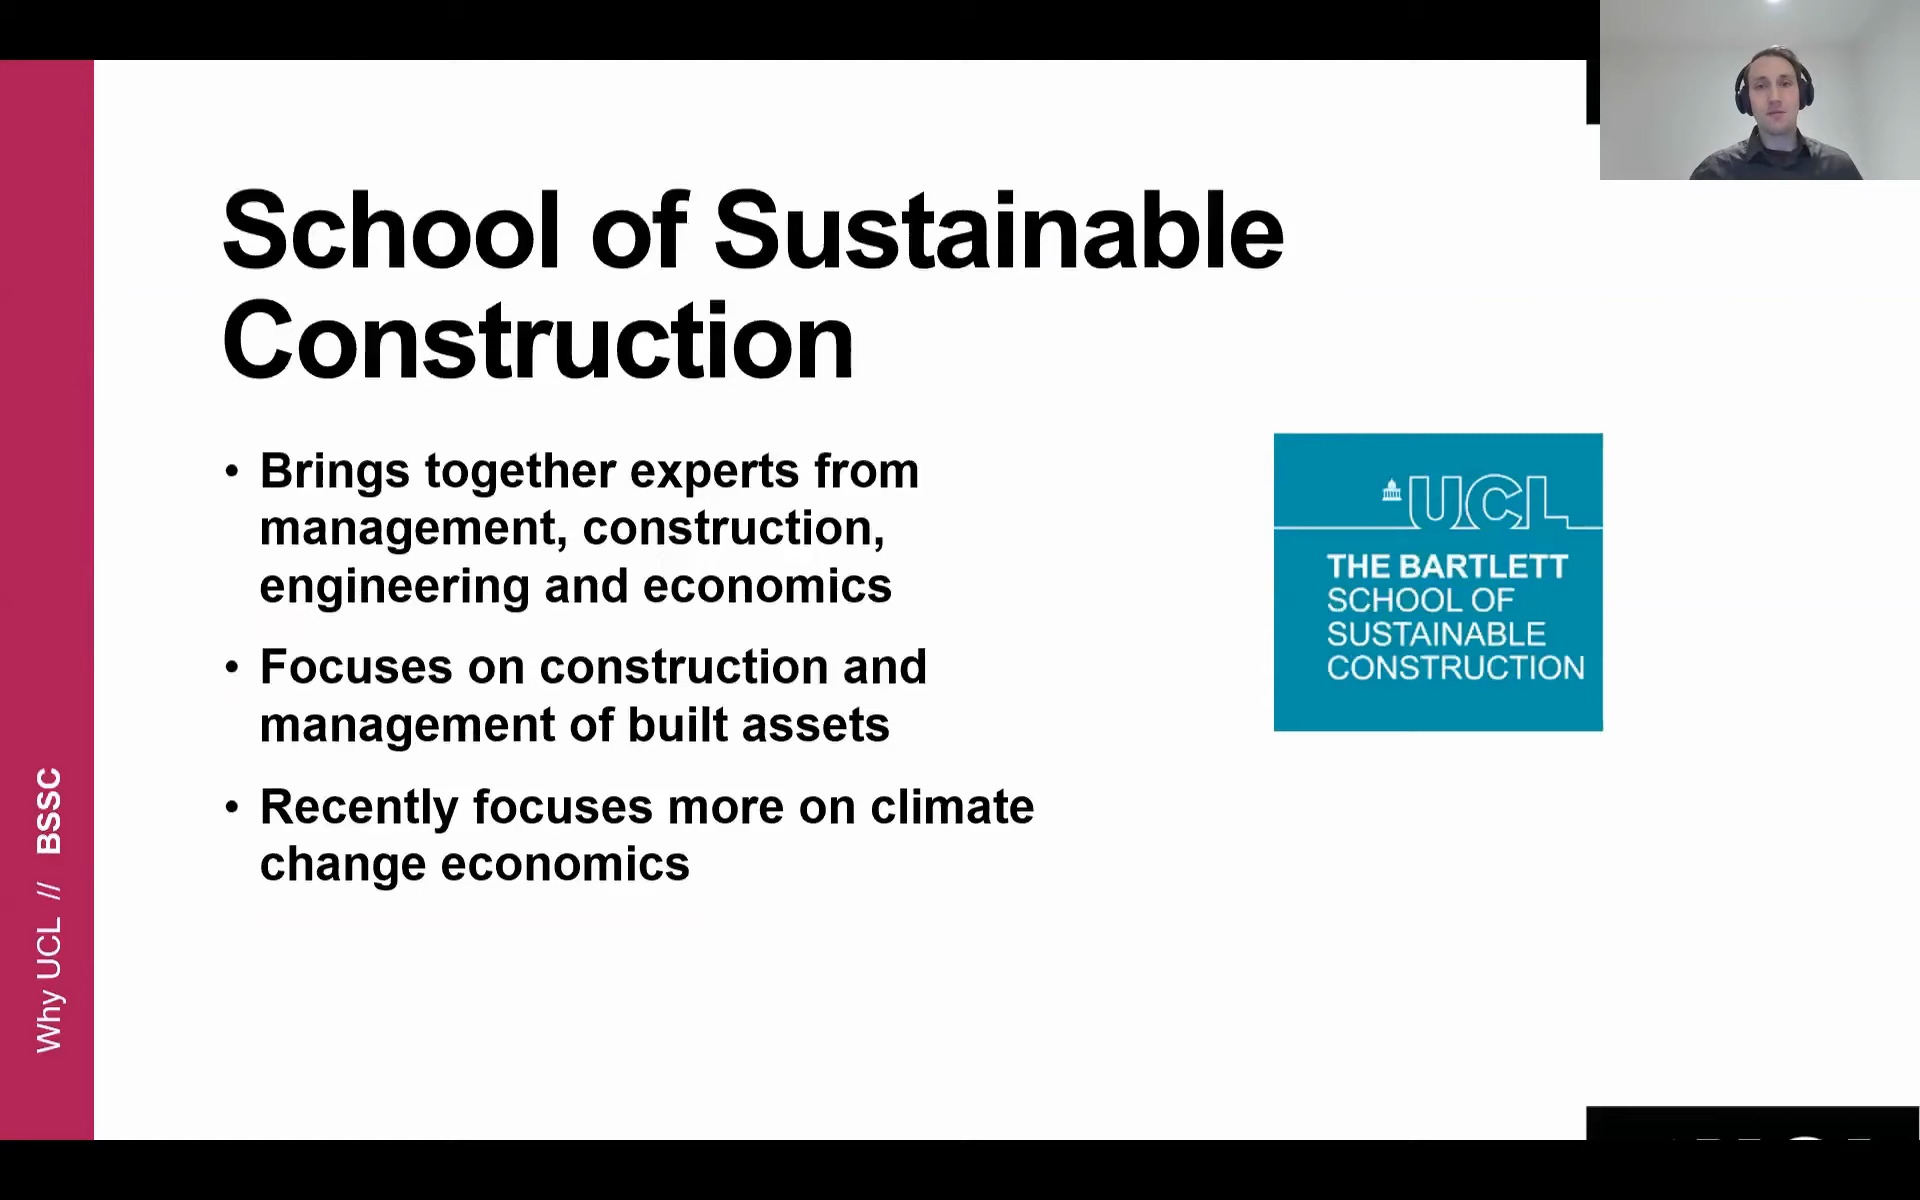 School of Sustainable
Construction
• Brings together experts from
management, construction,
engineering and economics
• Focuses on construction and
management of built assets
• Recently focuses more on climate
change economics
UCL
THE BARTLETT
SCHOOL OF
SUSTAINABLE
CONSTRUCTION
Why UCL // BSSC